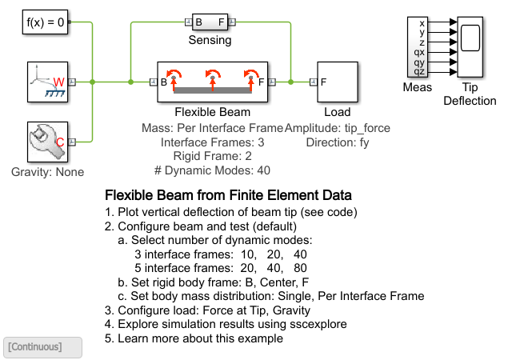 f(x) = 0
B F
Sensing
W
B F
Flexible Beam
Mass: Per Interface Frame
Interface Frames: 3
Rigid Frame: 2
# Dynamic Modes: 40
F
Load
Amplitude: tip_force
Direction: fy
C
Gravity: None
x
y
z
qx
qy
qz
Meas
Tip
Deflection
Flexible Beam from Finite Element Data
1. Plot vertical deflection of beam tip (see code)
2. Configure beam and test (default)
a. Select number of dynamic modes:
3 interface frames: 10, 20, 40
5 interface frames: 20, 40, 80
b. Set rigid body frame: B, Center, F
c. Set body mass distribution: Single, Per Interface Frame
3. Configure load: Force at Tip, Gravity
4. Explore simulation results using sscexplore
5. Learn more about this example
[Continuous]